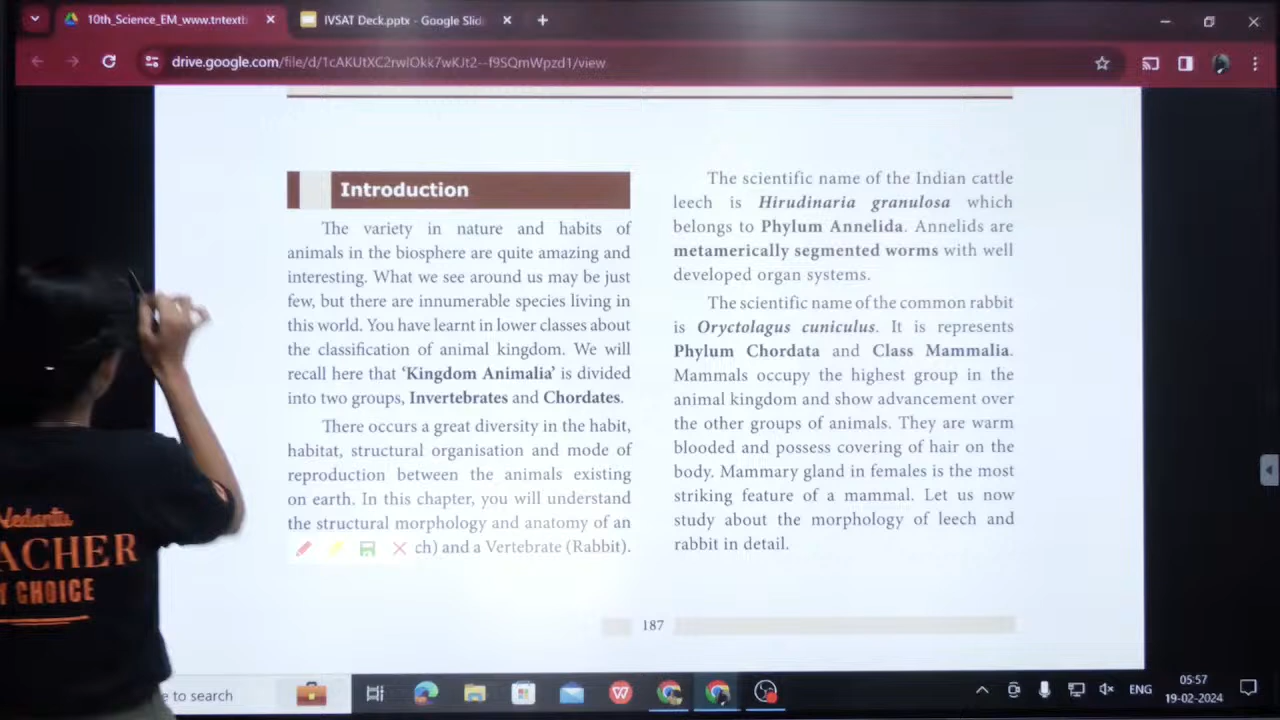 10th_Science_EM_www.tntextb
IVSAT Deck.pptx - Google Slid
drive.google.com/file/d/1cAKUtXC2rwlOkk7wKJt2--f9SQmWpzd1/view
Introduction
The variety in nature and habits of
animals in the biosphere are quite amazing and
interesting. What we see around us may be just
few, but there are innumerable species living in
this world. You have learnt in lower classes about
the classification of animal kingdom. We will
recall here that ‘Kingdom Animalia’ is divided
into two groups, Invertebrates and Chordates.
There occurs a great diversity in the habit,
habitat, structural organisation and mode of
reproduction between the animals existing
on earth. In this chapter, you will understand
the structural morphology and anatomy of an
ch) and a Vertebrate (Rabbit).
The scientific name of the Indian cattle
leech is Hirudinaria granulosa which
belongs to Phylum Annelida. Annelids are
metamerically segmented worms with well
developed organ systems.
The scientific name of the common rabbit
is Oryctolagus cuniculus. It is represents
Phylum Chordata and Class Mammalia.
Mammals occupy the highest group in the
animal kingdom and show advancement over
the other groups of animals. They are warm
blooded and possess covering of hair on the
body. Mammary gland in females is the most
striking feature of a mammal. Let us now
study about the morphology of leech and
rabbit in detail.
187
Vedantu
ACHER
Y CHOICE
e to search
W
ENG
05:57
19-02-2024